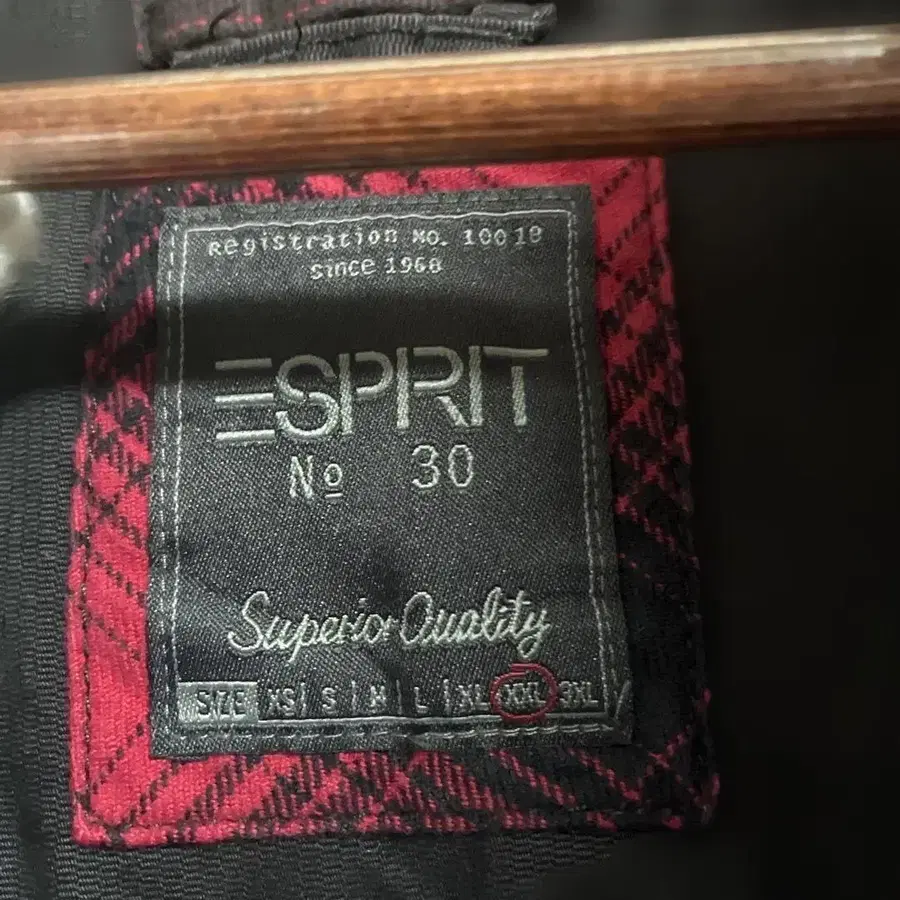 Registration NO. 10018
since 1968
ESPRIT
№ 30
Superior Quality
SIZE XS| S | M | L | XL XXL 3XL